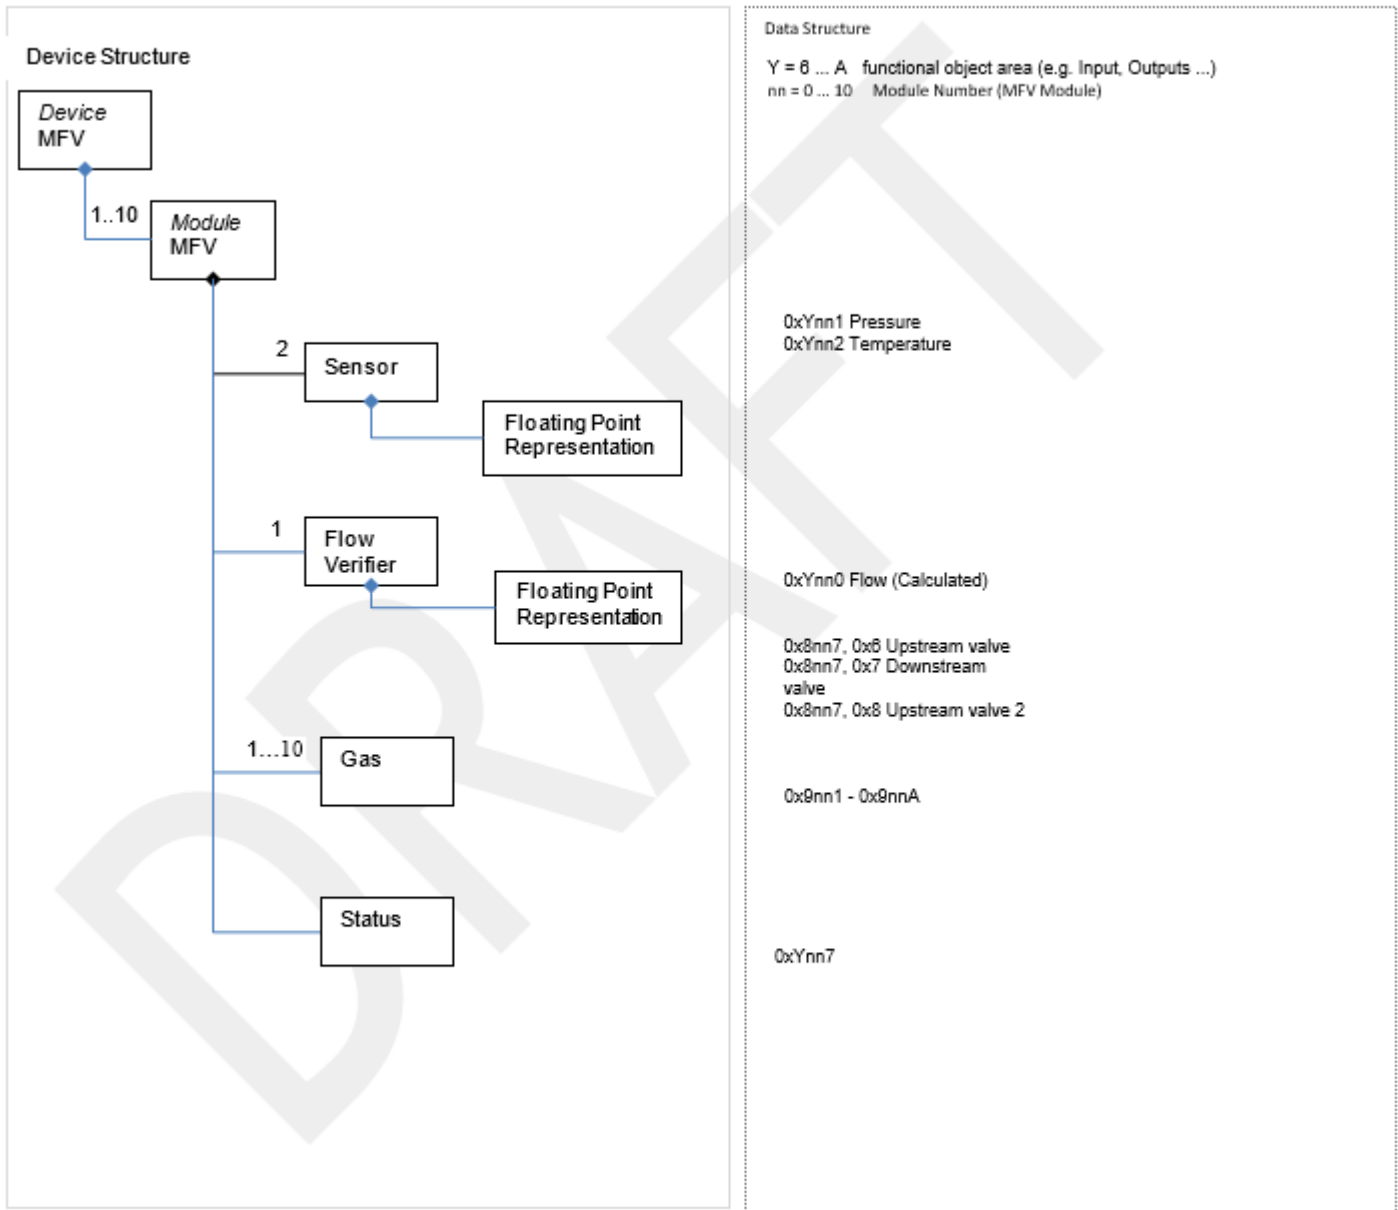 Device Structure
Device
MFV
1..10
Module
MFV
2
Sensor
Floating Point
Representation
1
Flow
Verifier
Floating Point
Representation
1...10
Gas
Status
Data Structure
Y = 6 ... A functional object area (e.g. Input, Outputs ...)
nn = 0 ... 10 Module Number (MFV Module)
0xYnn1 Pressure
0xYnn2 Temperature
0xYnn0 Flow (Calculated)
0x8nn7, 0x6 Upstream valve
0x8nn7, 0x7 Downstream
valve
0x8nn7, 0x8 Upstream valve 2
0x9nn1 - 0x9nnA
0xYnn7
DRAFT